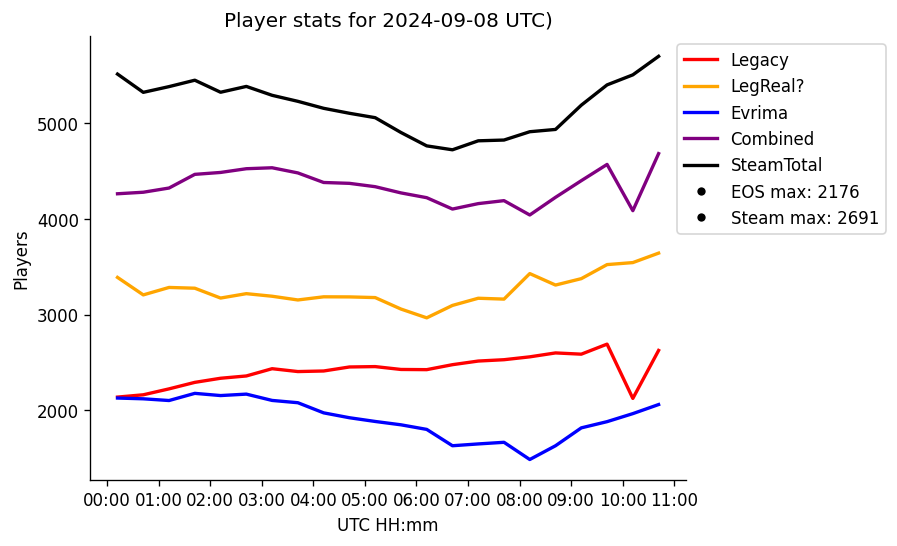 Player stats for 2024-09-08 UTC)
Legacy
LegReal?
Evrima
Combined
SteamTotal
EOS max: 2176
Steam max: 2691
Players
5000
4000
3000
2000
00:00 01:00 02:00 03:00 04:00 05:00 06:00 07:00 08:00 09:00 10:00 11:00
UTC HH:mm